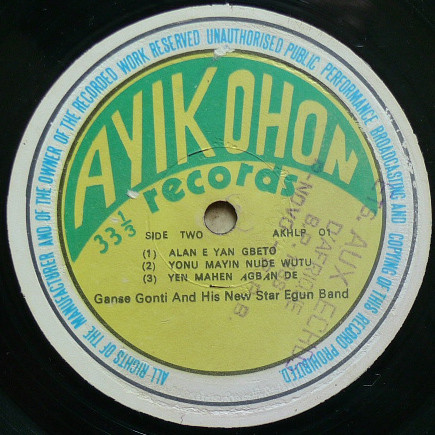 ALL RIGHTS OF THE MANUFACTURER AND OF THE OWNER OF THE RECORDED WORK RESERVED UNAUTHORISED PUBLIC PERFORMANCE BROADCASTING AND COPYING OF THIS RECORD PROHIBITED
AYIKOHON
records
33 1/3
SIDE TWO AKHLP 01
(1) ALAN E YAN GBETO
(2) YONU MAYIN NUDE WUTU
(3) YEN MAHEN AGBAN DE
Ganse Gonti And His New Star Egun Band
AUX